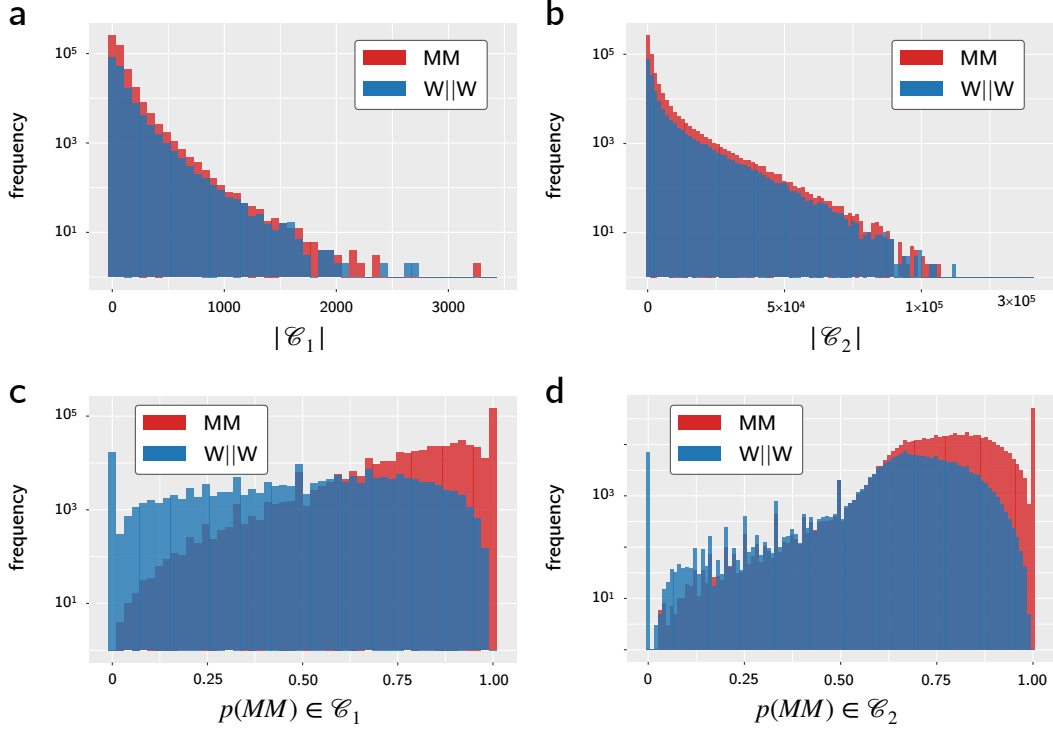 a
frequency
10⁵
10³
10¹
MM
W||W
0
1000
2000
3000
|𝒞₁|
b
frequency
10⁵
10³
10¹
MM
W||W
0
5×10⁴
1×10⁵
3×10⁵
|𝒞₂|
c
frequency
10⁵
10³
10¹
MM
W||W
0
0.25
0.50
0.75
1.00
p(MM) ∈ 𝒞₁
d
frequency
10³
10¹
MM
W||W
0
0.25
0.50
0.75
1.00
p(MM) ∈ 𝒞₂